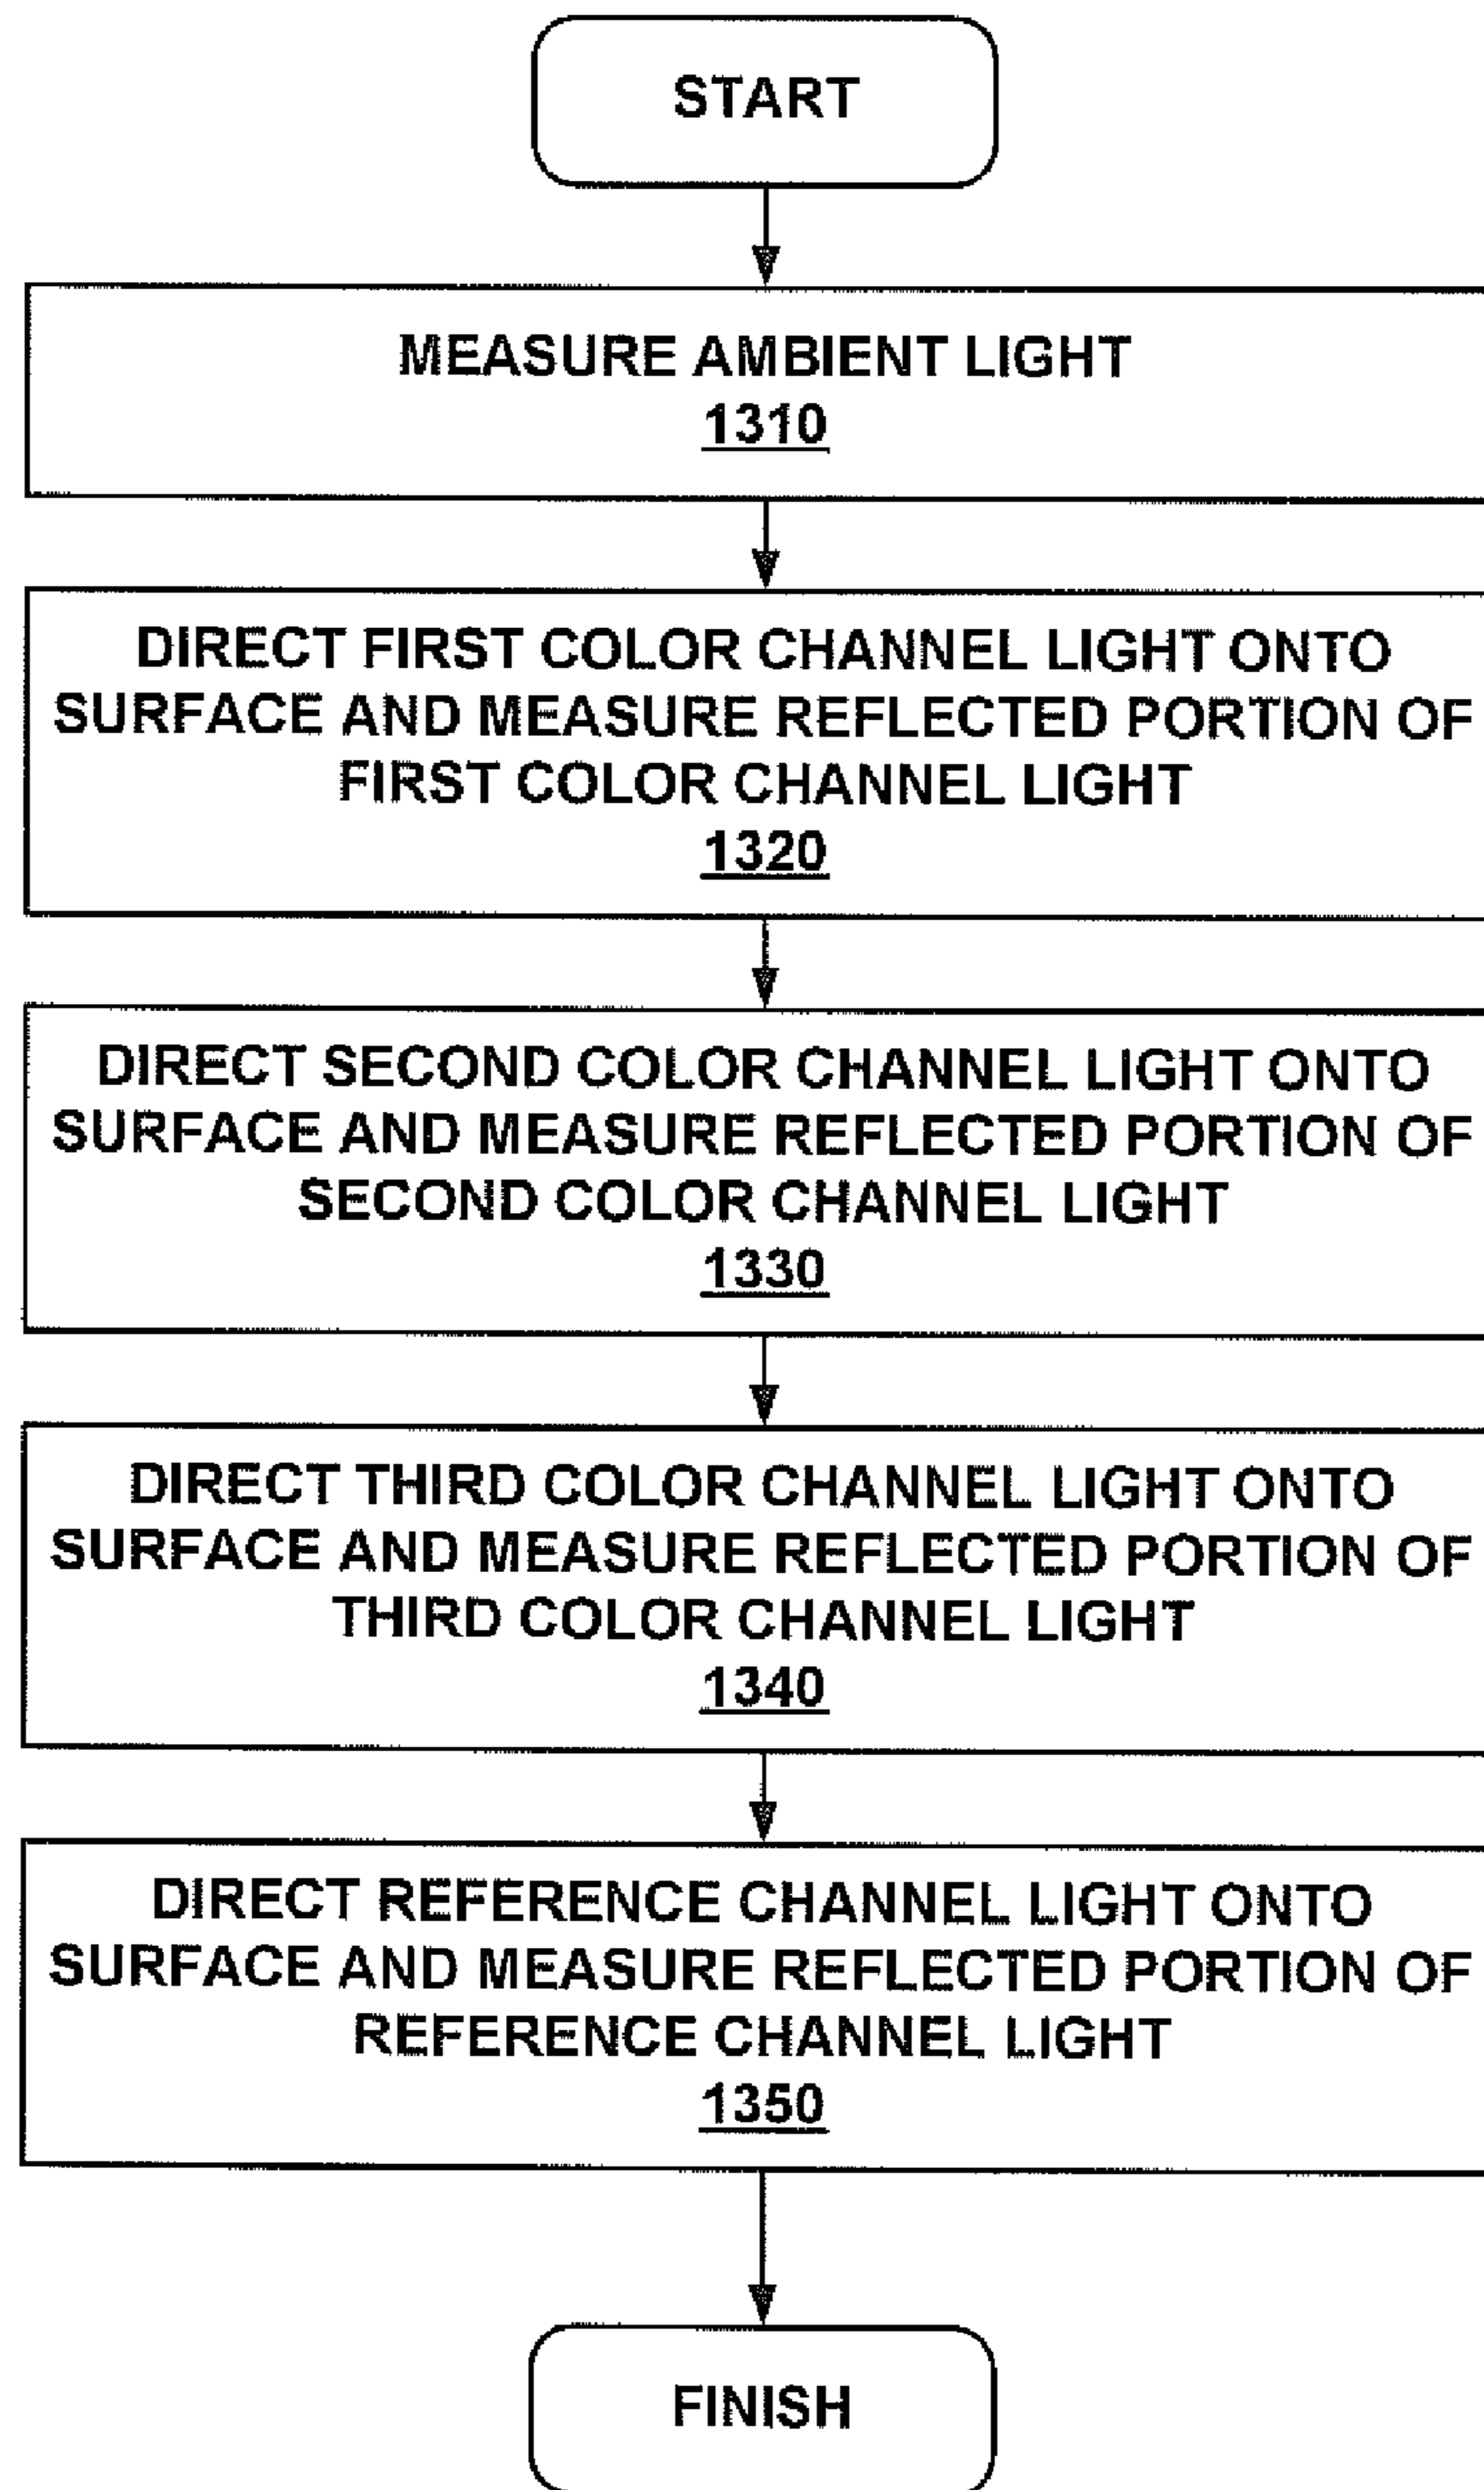 START
MEASURE AMBIENT LIGHT
1310
DIRECT FIRST COLOR CHANNEL LIGHT ONTO
SURFACE AND MEASURE REFLECTED PORTION OF
FIRST COLOR CHANNEL LIGHT
1320
DIRECT SECOND COLOR CHANNEL LIGHT ONTO
SURFACE AND MEASURE REFLECTED PORTION OF
SECOND COLOR CHANNEL LIGHT
1330
DIRECT THIRD COLOR CHANNEL LIGHT ONTO
SURFACE AND MEASURE REFLECTED PORTION OF
THIRD COLOR CHANNEL LIGHT
1340
DIRECT REFERENCE CHANNEL LIGHT ONTO
SURFACE AND MEASURE REFLECTED PORTION OF
REFERENCE CHANNEL LIGHT
1350
FINISH